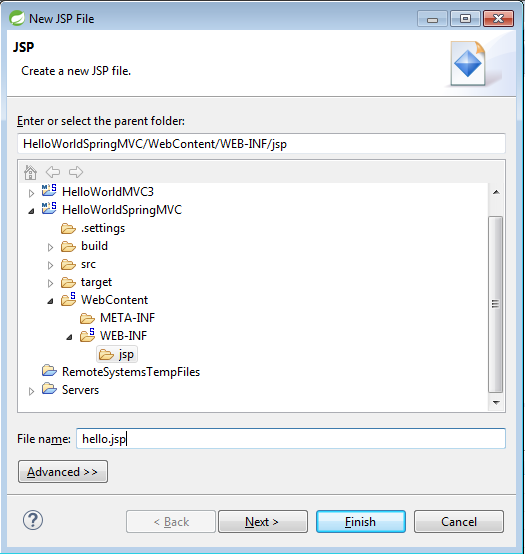 New JSP File
JSP
Create a new JSP file.
Enter or select the parent folder:
HelloWorldSpringMVC/WebContent/WEB-INF/jsp
HelloWorldMVC3
HelloWorldSpringMVC
.settings
build
src
target
WebContent
META-INF
WEB-INF
jsp
RemoteSystemsTempFiles
Servers
File name: hello.jsp
Advanced >>
? < Back Next > Finish Cancel